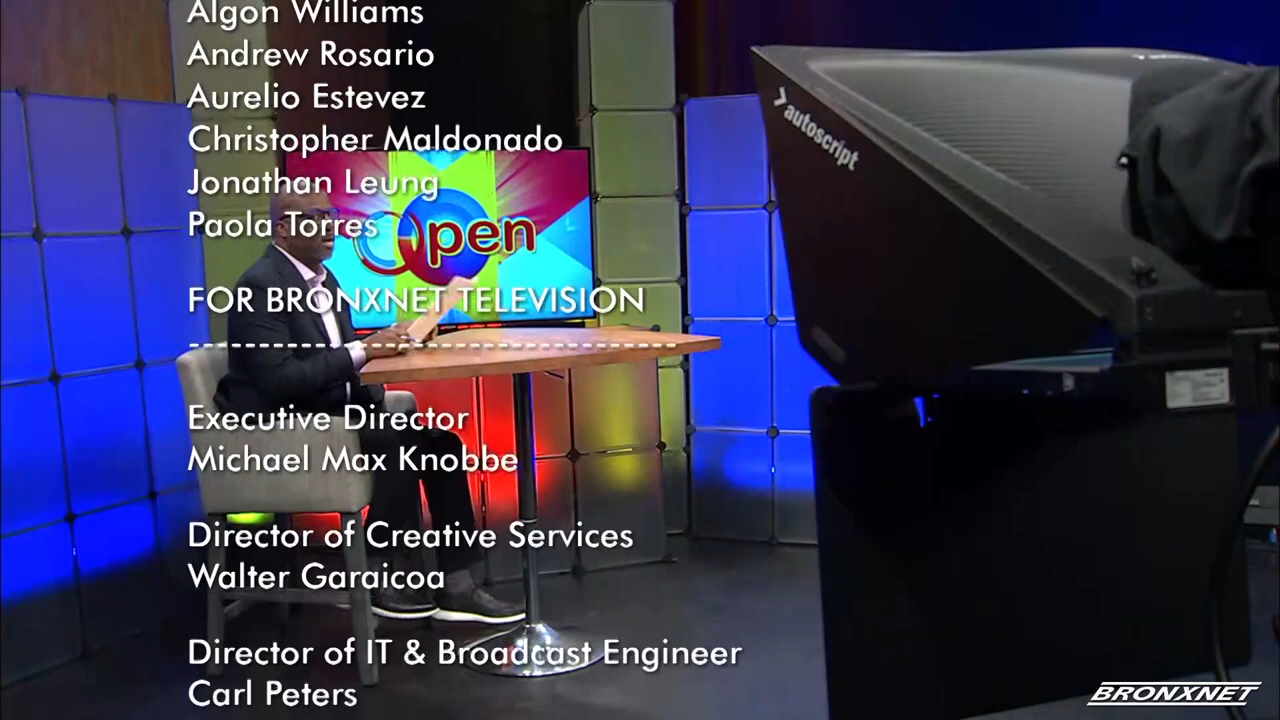 Algon Williams
Andrew Rosario
Aurelio Estevez
Christopher Maldonado
Jonathan Leung
Paola Torres
Open
autoscript
FOR BRONXNET TELEVISION
-----------------------------------
Executive Director
Michael Max Knobbe
Director of Creative Services
Walter Garaicoa
Director of IT & Broadcast Engineer
Carl Peters
BRONXNET